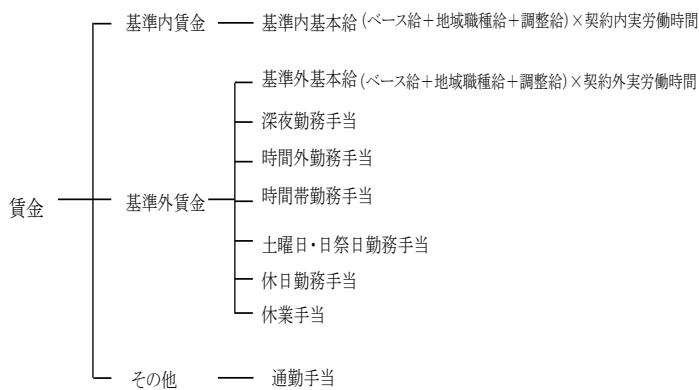 基準内賃金 基準内基本給(ベース給＋地域職種給＋調整給)×契約内実労働時間
基準外基本給(ベース給＋地域職種給＋調整給)×契約外実労働時間
深夜勤務手当
時間外勤務手当
賃金 基準外賃金 時間帯勤務手当
土曜日・日祭日勤務手当
休日勤務手当
休業手当
その他 通勤手当